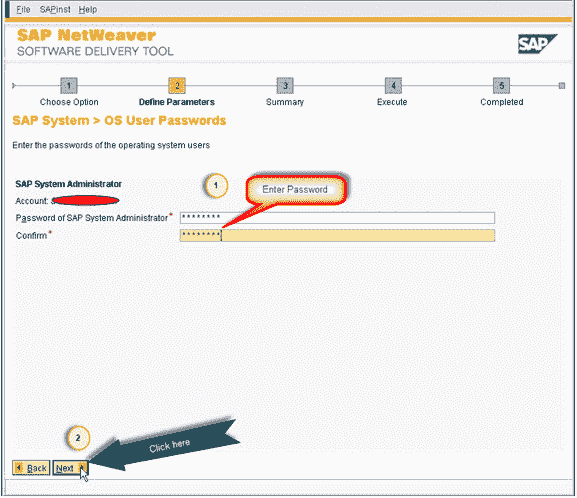 File SAPinst Help
SAP NetWeaver
SOFTWARE DELIVERY TOOL
SAP
1 2 3 4 5
Choose Option Define Parameters Summary Execute Completed
SAP System > OS User Passwords
Enter the passwords of the operating system users
SAP System Administrator
1
Enter Password
Account:
Password of SAP System Administrator* ********
Confirm* ********
2
Click here
Back Next